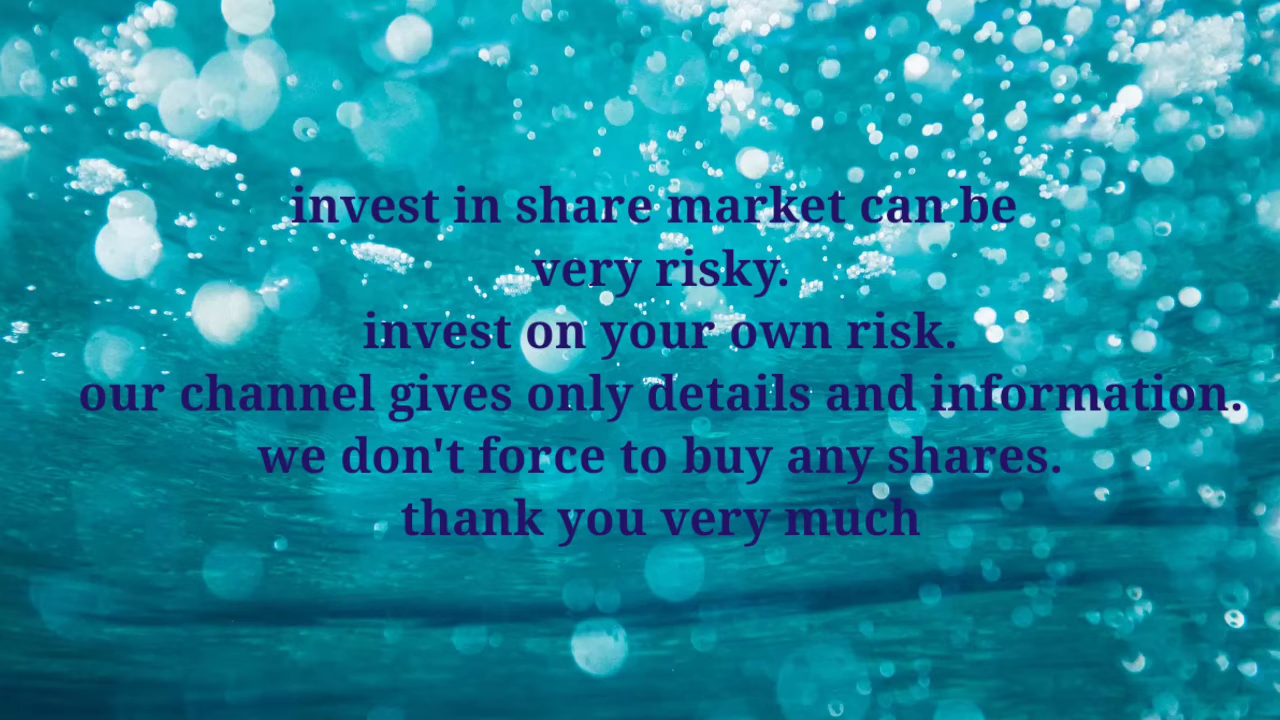 invest in share market can be
very risky.
invest on your own risk.
our channel gives only details and information.
we don't force to buy any shares.
thank you very much